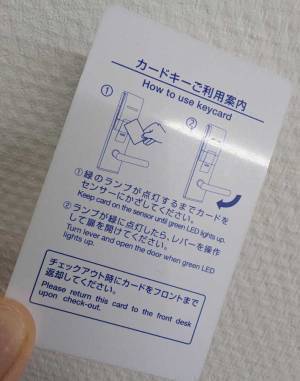 カードキーご利用案内
How to use keycard
①
②
①緑のランプが点灯するまでカードを
センサーにかざしてください。
Keep card on the sensor until green LED lights up.
②ランプが緑に点灯したら、レバーを操作
して扉を開けてください。
Turn lever and open the door when green LED
lights up.
チェックアウト時にカードをフロントまで
返却してください。
Please return this card to the front desk
upon check-out.